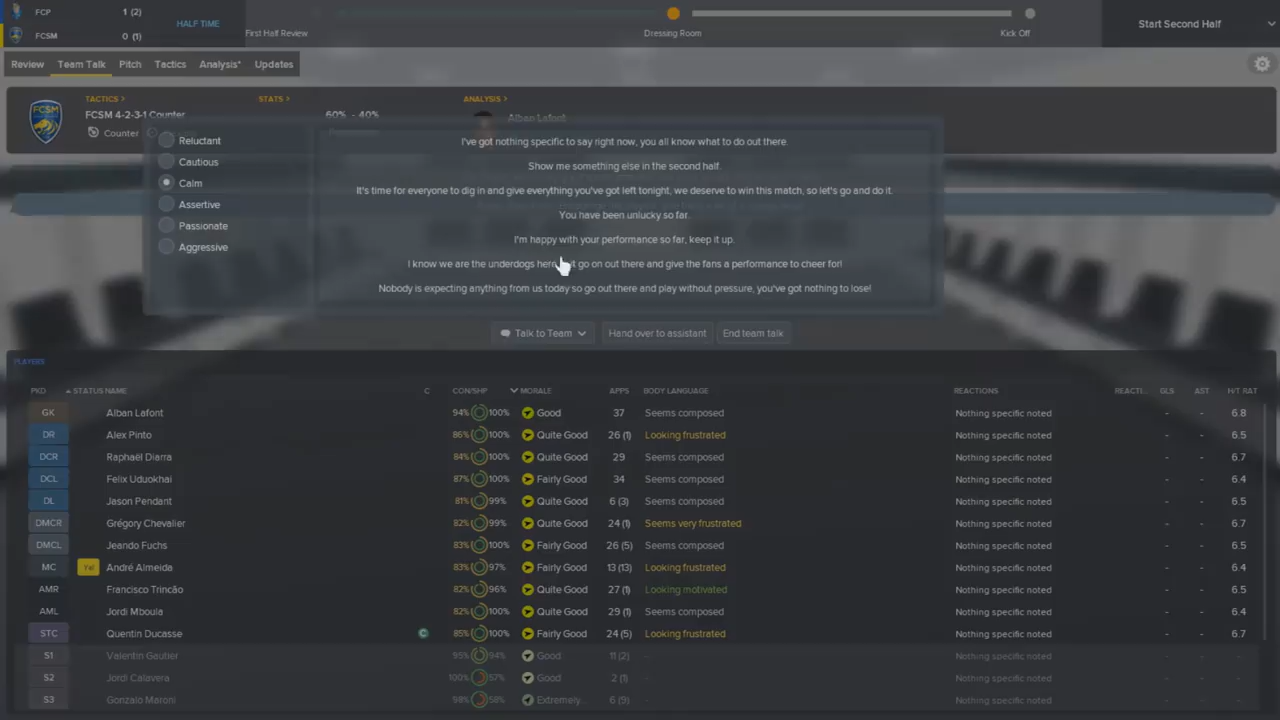 FCP 1 (2)
HALF TIME
FCSM 0 (1)
First Half Review
Dressing Room
Kick Off
Start Second Half
Review Team Talk Pitch Tactics Analysis* Updates
FCSM
TACTICS > STATS > ANALYSIS >
FCSM 4-2-3-1 Counter 60% - 40% Alban Lafont
Counter
Reluctant
Cautious
Calm
Assertive
Passionate
Aggressive
I've got nothing specific to say right now, you all know what to do out there.
Show me something else in the second half.
It's time for everyone to dig in and give everything you've got left tonight, we deserve to win this match, so let's go and do it.
You have been unlucky so far.
I'm happy with your performance so far, keep it up.
I know we are the underdogs here, go on out there and give the fans a performance to cheer for!
Nobody is expecting anything from us today so go out there and play without pressure, you've got nothing to lose!
Talk to Team Hand over to assistant End team talk
PLAYERS
PKD STATUS NAME C CON/SHP MORALE APPS BODY LANGUAGE REACTIONS REACTI... GLS AST H/T RAT
GK Alban Lafont 94% 100% Good 37 Seems composed Nothing specific noted - - 6.8
DR Alex Pinto 86% 100% Quite Good 26 (1) Looking frustrated Nothing specific noted - - 6.5
DCR Raphaël Diarra 84% 100% Quite Good 29 Seems composed Nothing specific noted - - 6.7
DCL Felix Uduokhai 87% 100% Fairly Good 34 Seems composed Nothing specific noted - - 6.4
DL Jason Pendant 81% 99% Quite Good 6 (3) Seems composed Nothing specific noted - - 6.5
DMCR Grégory Chevalier 82% 99% Quite Good 24 (1) Seems very frustrated Nothing specific noted - - 6.7
DMCL Jeando Fuchs 83% 100% Fairly Good 26 (5) Seems composed Nothing specific noted - - 6.5
MC Yel André Almeida 83% 97% Fairly Good 13 (13) Looking frustrated Nothing specific noted - - 6.4
AMR Francisco Trincão 82% 96% Quite Good 27 (1) Looking motivated Nothing specific noted - - 6.5
AML Jordi Mboula 82% 100% Quite Good 29 (1) Seems composed Nothing specific noted - - 6.4
STC Quentin Ducasse C 85% 100% Fairly Good 24 (5) Looking frustrated Nothing specific noted - - 6.7
S1 Valentin Gautier 95% 94% Good 11 (2) - Nothing specific noted - - -
S2 Jordi Calavera 100% 57% Good 2 (1) - Nothing specific noted - - -
S3 Gonzalo Maroni 98% 58% Extremely... 6 (9) - Nothing specific noted - - -